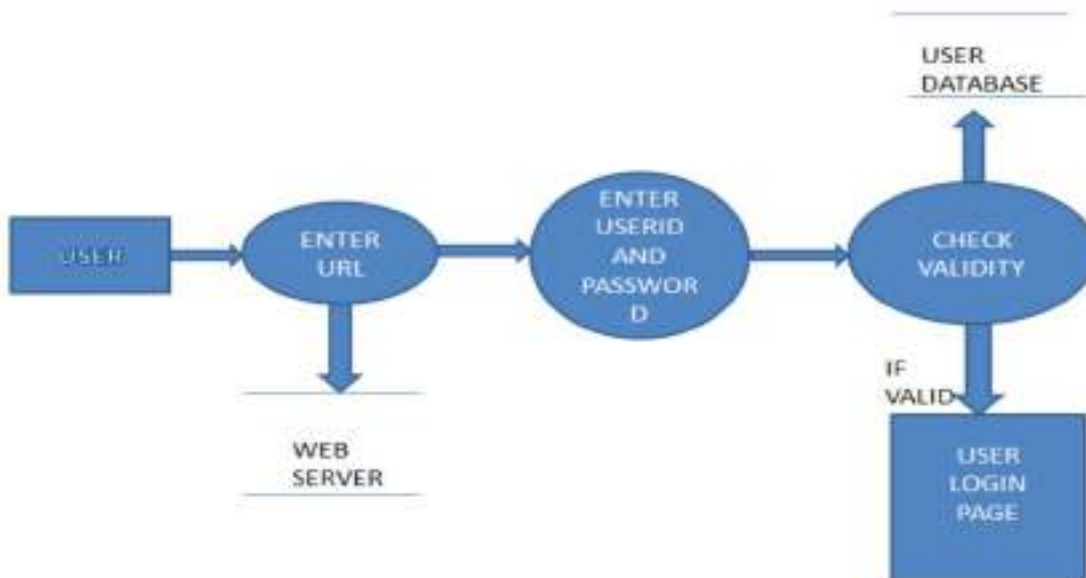 USER
DATABASE
USER
ENTER
URL
ENTER
USERID
AND
PASSWOR
D
CHECK
VALIDITY
IF
VALID
WEB
SERVER
USER
LOGIN
PAGE